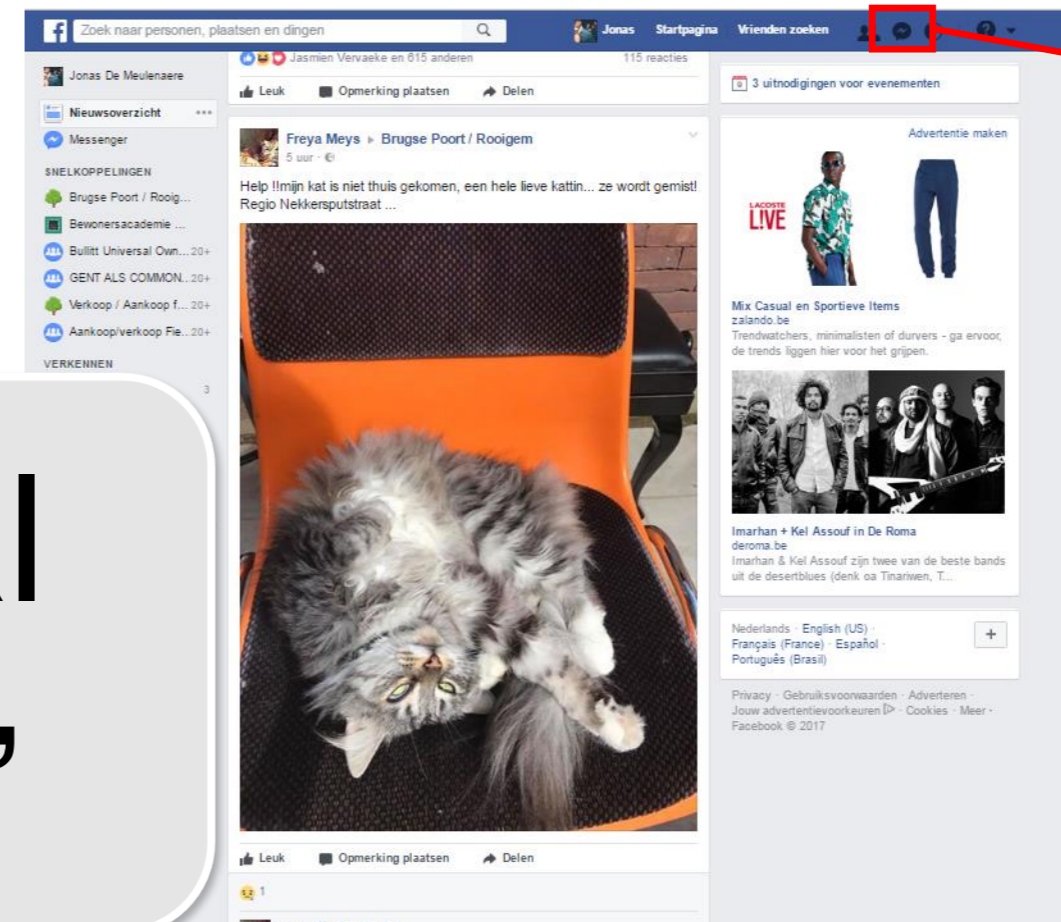 f
Zoek naar personen, plaatsen en dingen
Jonas Startpagina Vrienden zoeken
Jonas De Meulenaere
Nieuwsoverzicht
Messenger
SNELKOPPELINGEN
Brugse Poort / Rooig...
Bewonersacademie ...
Bullitt Universal Own... 20+
GENT ALS COMMON... 20+
Verkoop / Aankoop f... 20+
Aankoop/verkoop Fie... 20+
VERKENNEN
3
Jasmien Vervaeke en 615 anderen 115 reacties
Leuk Opmerking plaatsen Delen
Freya Meys ▸ Brugse Poort / Rooigem
5 uur ·
Help !!mijn kat is niet thuis gekomen, een hele lieve kattin... ze wordt gemist!
Regio Nekkersputstraat ...
Leuk Opmerking plaatsen Delen
1
3 uitnodigingen voor evenementen
Advertentie maken
LACOSTE
L!VE
Mix Casual en Sportieve Items
zalando.be
Trendwatchers, minimalisten of durvers - ga ervoor,
de trends liggen hier voor het grijpen.
Imarhan + Kel Assouf in De Roma
deroma.be
Imarhan & Kel Assouf zijn twee van de beste bands
uit de desertblues (denk oa Tinariwen, T...
Nederlands · English (US) ·
Français (France) · Español ·
Português (Brasil)
+
Privacy · Gebruiksvoorwaarden · Adverteren ·
Jouw advertentievoorkeuren · Cookies · Meer ·
Facebook © 2017